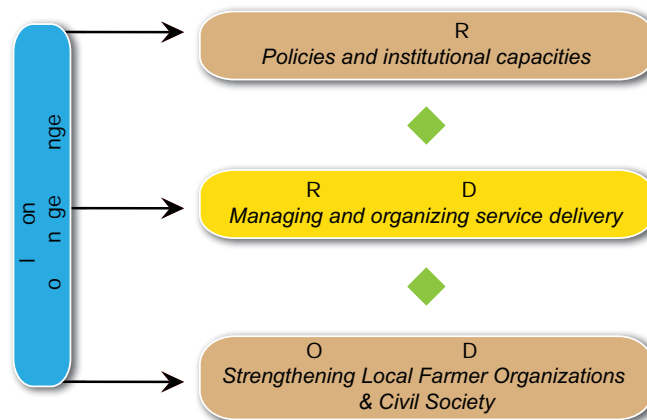 R
Policies and institutional capacities
R D
Managing and organizing service delivery
O D
Strengthening Local Farmer Organizations
& Civil Society